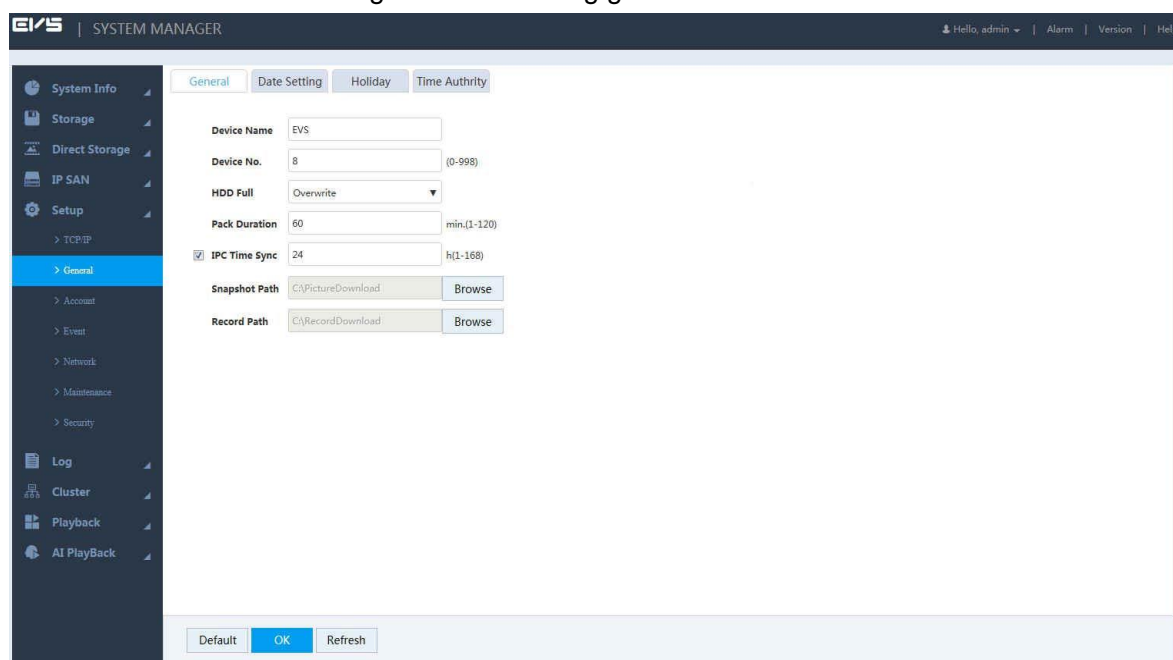 EVS | SYSTEM MANAGER
Hello, admin | Alarm | Version | Hel
System Info
Storage
Direct Storage
IP SAN
Setup
> TCP/IP
> General
> Account
> Event
> Network
> Maintenance
> Security
Log
Cluster
Playback
AI PlayBack
General Date Setting Holiday Time Authrity
Device Name EVS
Device No. 8 (0-998)
HDD Full Overwrite
Pack Duration 60 min.(1-120)
IPC Time Sync 24 h(1-168)
Snapshot Path C:\PictureDownload Browse
Record Path C:\RecordDownload Browse
Default OK Refresh